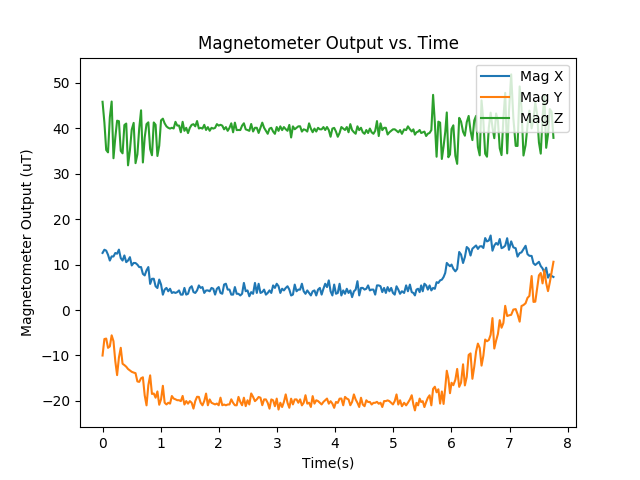 Magnetometer Output vs. Time
Mag X
Mag Y
Mag Z
50
40
30
20
10
0
−10
−20
Magnetometer Output (uT)
0 1 2 3 4 5 6 7 8
Time(s)